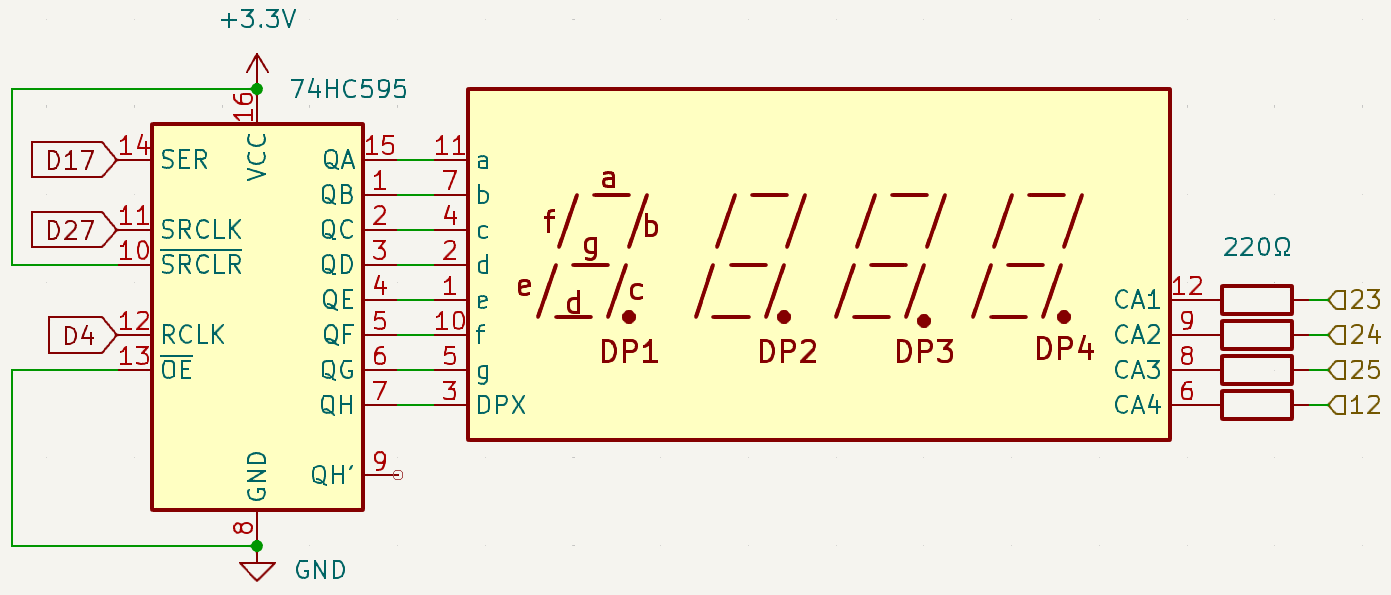 +3.3V
74HC595
16
VCC
D17
14
SER
D27
11
SRCLK
10
SRCLR
D4
12
RCLK
13
OE
QA
15
QB
1
QC
2
QD
3
QE
4
QF
5
QG
6
QH
7
QH'
9
GND
8
GND
11
a
7
b
4
c
2
d
1
e
10
f
5
g
3
DPX
a
f
b
g
e
d
c
DP1
DP2
DP3
DP4
220Ω
CA1
12
23
CA2
9
24
CA3
8
25
CA4
6
12